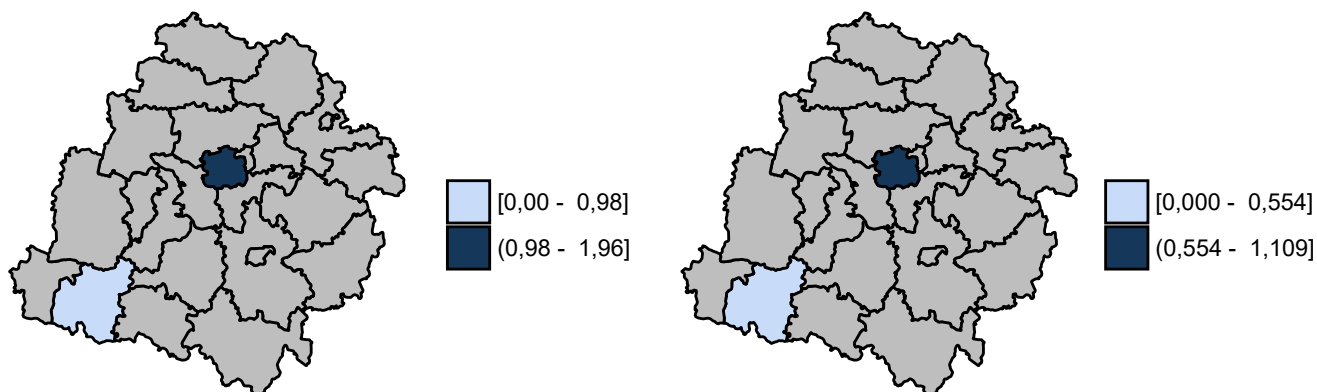 [0,00 -  0,98]
(0,98 -  1,96]
[0,000 -  0,554]
(0,554 -  1,109]